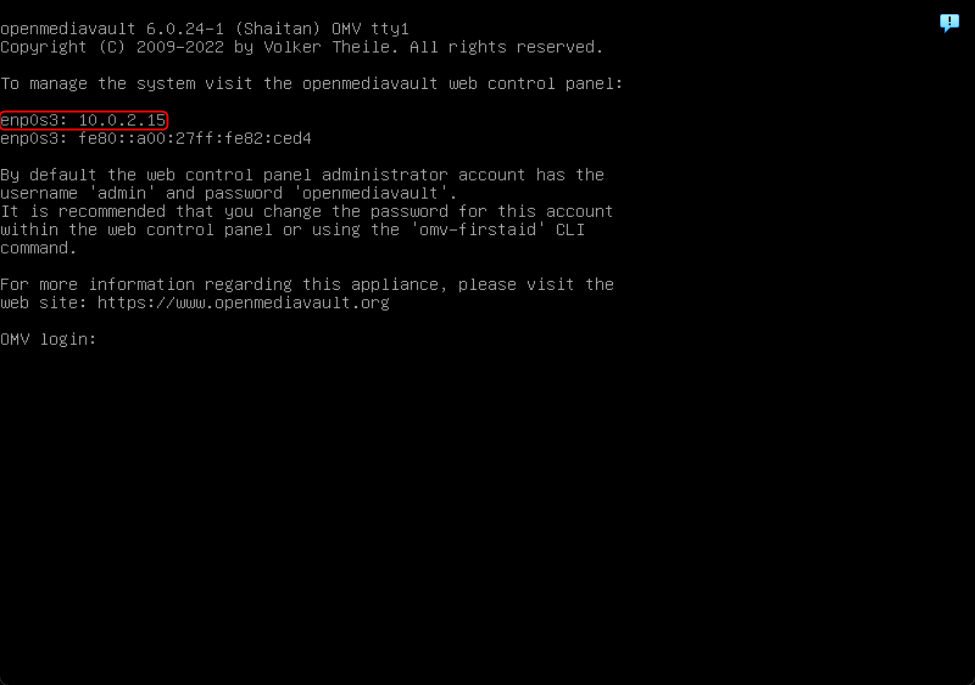 openmediavault 6.0.24-1 (Shaitan) OMV tty1
Copyright (C) 2009-2022 by Volker Theile. All rights reserved.
To manage the system visit the openmediavault web control panel:
enp0s3: 10.0.2.15
enp0s3: fe80::a00:27ff:fe82:ced4
By default the web control panel administrator account has the
username 'admin' and password 'openmediavault'.
It is recommended that you change the password for this account
within the web control panel or using the 'omv-firstaid' CLI
command.
For more information regarding this appliance, please visit the
web site: https://www.openmediavault.org
OMV login: